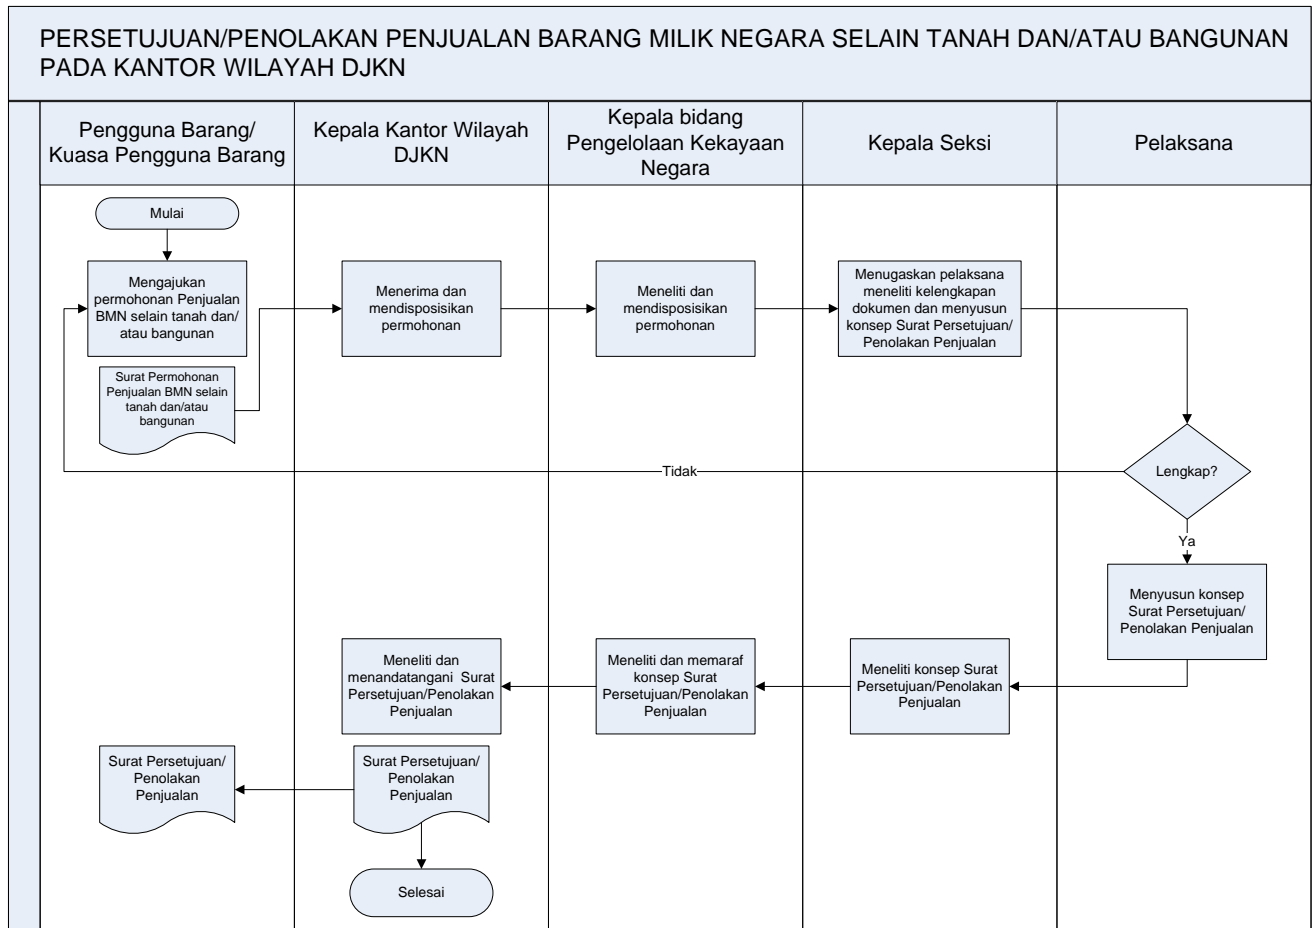 PERSETUJUAN/PENOLAKAN PENJUALAN BARANG MILIK NEGARA SELAIN TANAH DAN/ATAU BANGUNAN
PADA KANTOR WILAYAH DJKN
Pengguna Barang/
Kuasa Pengguna Barang
Kepala Kantor Wilayah
DJKN
Kepala bidang
Pengelolaan Kekayaan
Negara
Kepala Seksi
Pelaksana
Mulai
Mengajukan
permohonan Penjualan
BMN selain tanah dan/
atau bangunan
Menerima dan
mendisposisikan
permohonan
Meneliti dan
mendisposisikan
permohonan
Menugaskan pelaksana
meneliti kelengkapan
dokumen dan menyusun
konsep Surat Persetujuan/
Penolakan Penjualan
Surat Permohonan
Penjualan BMN selain
tanah dan/atau
bangunan
Tidak
Lengkap?
Ya
Menyusun konsep
Surat Persetujuan/
Penolakan Penjualan
Meneliti dan
menandatangani  Surat
Persetujuan/Penolakan
Penjualan
Meneliti dan memaraf
konsep Surat
Persetujuan/Penolakan
Penjualan
Meneliti konsep Surat
Persetujuan/Penolakan
Penjualan
Surat Persetujuan/
Penolakan
Penjualan
Surat Persetujuan/
Penolakan
Penjualan
Selesai